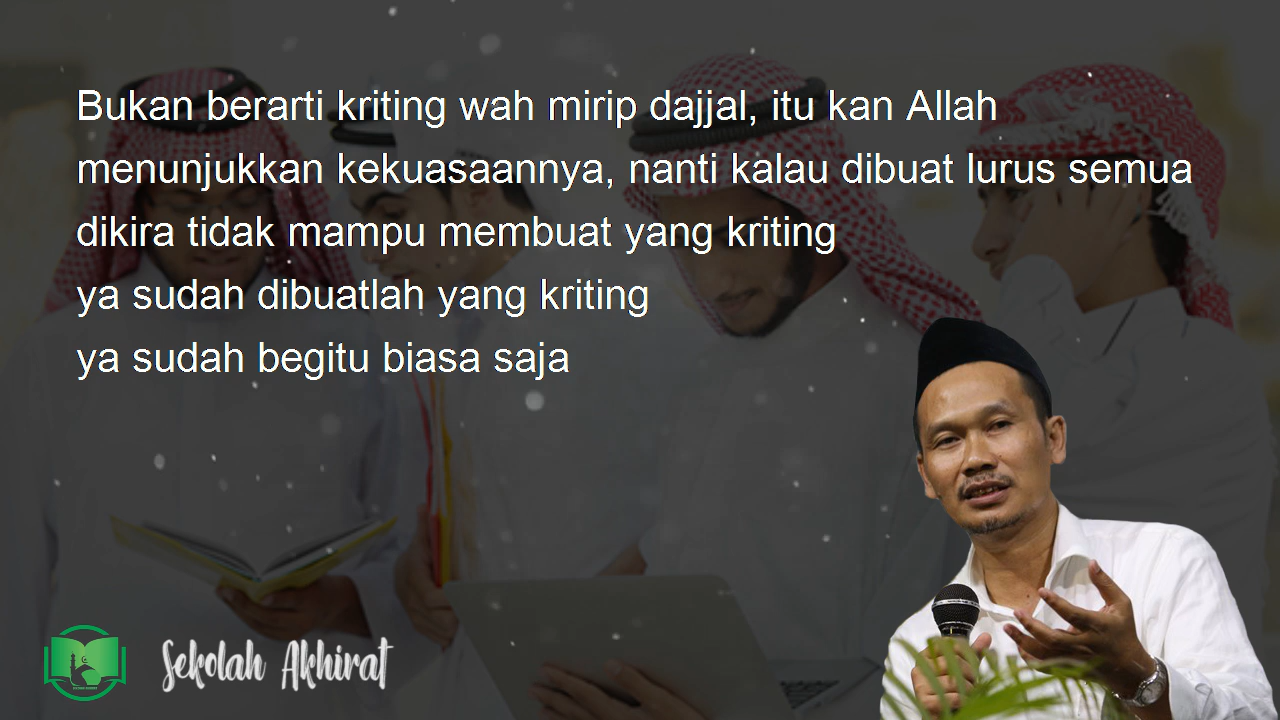 Bukan berarti kriting wah mirip dajjal, itu kan Allah
menunjukkan kekuasaannya, nanti kalau dibuat lurus semua
dikira tidak mampu membuat yang kriting
ya sudah dibuatlah yang kriting
ya sudah begitu biasa saja
Sekolah Akhirat